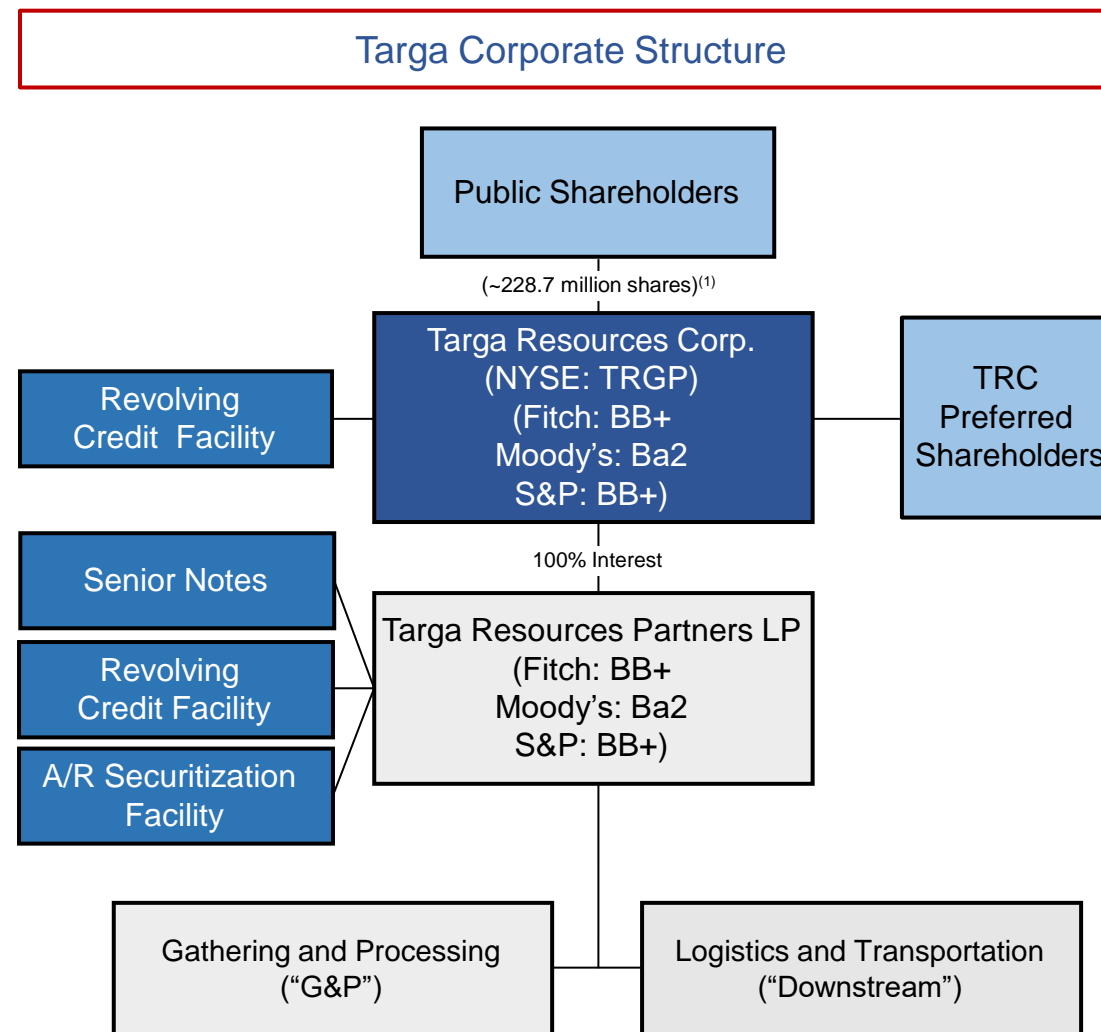 Targa Corporate Structure
Public Shareholders
(~228.7 million shares)(1)
Targa Resources Corp.
(NYSE: TRGP)
(Fitch: BB+
Moody’s: Ba2
S&P: BB+)
Revolving
Credit Facility
TRC
Preferred
Shareholders
100% Interest
Senior Notes
Revolving
Credit Facility
A/R Securitization
Facility
Targa Resources Partners LP
(Fitch: BB+
Moody’s: Ba2
S&P: BB+)
Gathering and Processing
(“G&P”)
Logistics and Transportation
(“Downstream”)